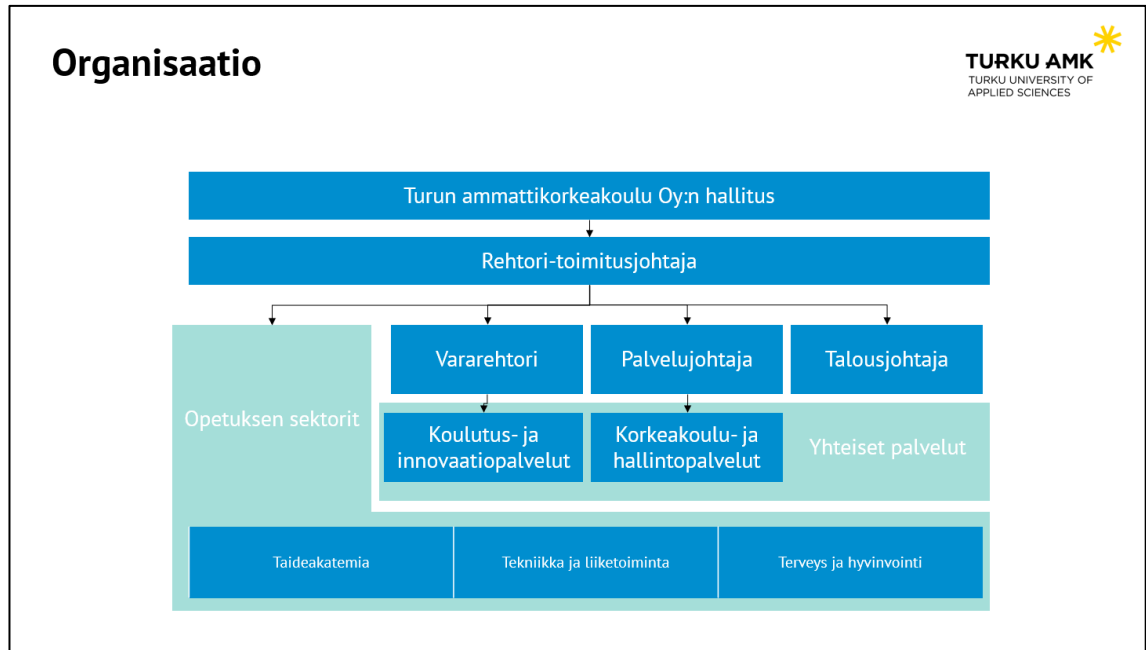 Organisaatio
TURKU AMK
TURKU UNIVERSITY OF
APPLIED SCIENCES
Turun ammattikorkeakoulu Oy:n hallitus
Rehtori-toimitusjohtaja
Vararehtori
Palvelujohtaja
Talousjohtaja
Opetuksen sektorit
Koulutus- ja
innovaatiopalvelut
Korkeakoulu- ja
hallintopalvelut
Yhteiset palvelut
Taideakatemia
Tekniikka ja liiketoiminta
Terveys ja hyvinvointi